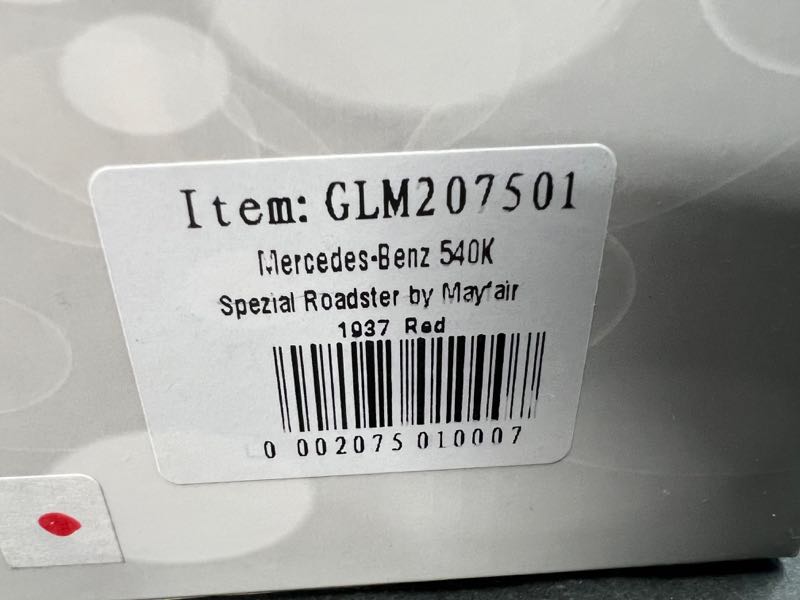 Item: GLM207501
Mercedes-Benz 540K
Spezial Roadster by Mayfair
1937 Red
0 002075 010007